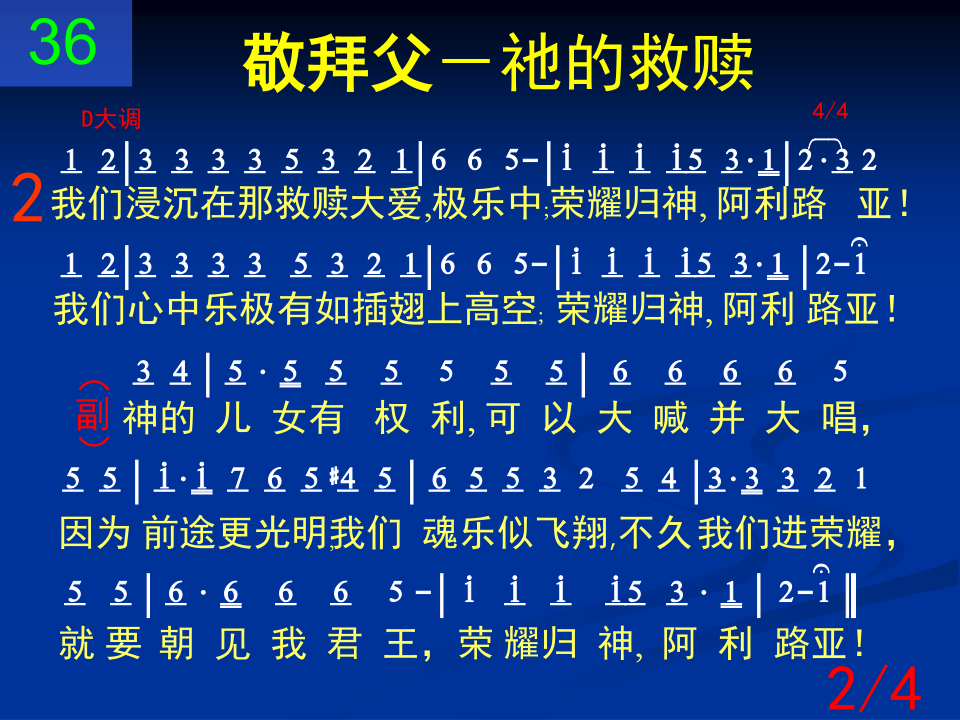 36
敬拜父－祂的救赎
D大调
4/4
1 2|3 3 3 3 5 3 2 1|6 6 5-|i i i i5 3·1|2·3 2
2
我们浸沉在那救赎大爱,极乐中;荣耀归神, 阿利路 亚!
1 2|3 3 3 3 5 3 2 1|6 6 5-|i i i i5 3·1|2-1
我们心中乐极有如插翅上高空; 荣耀归神, 阿利 路亚!
3 4|5·5 5 5 5 5 5|6 6 6 6 5
(副) 神的 儿 女有 权 利, 可 以 大 喊 并 大 唱，
5 5|i·i 7 6 5 #4 5|6 5 5 3 2 5 4|3·3 3 2 1
因为 前途更光明,我们 魂乐似飞翔,不久我们进荣耀，
5 5|6·6 6 6 5-|i i i i5 3·1|2-1‖
就 要 朝 见 我 君 王，荣 耀归 神, 阿 利 路亚!
2/4